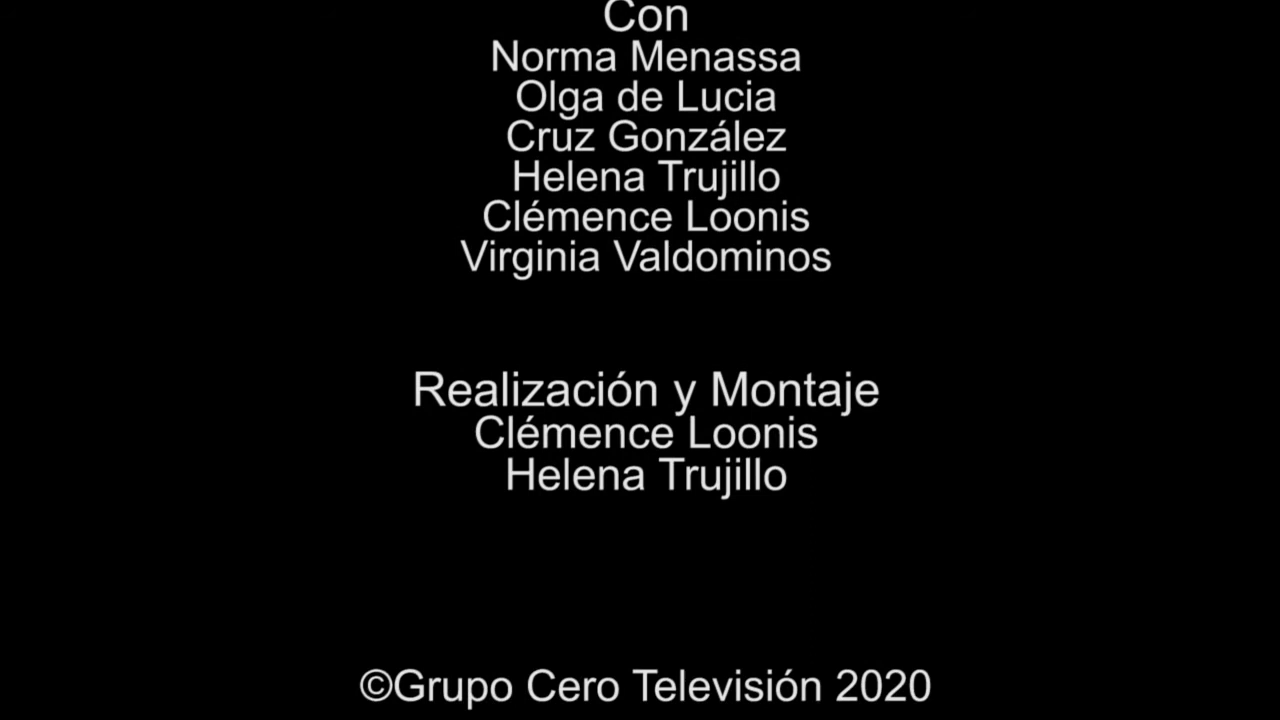 Con
Norma Menassa
Olga de Lucia
Cruz González
Helena Trujillo
Clémence Loonis
Virginia Valdominos
Realización y Montaje
Clémence Loonis
Helena Trujillo
©Grupo Cero Televisión 2020